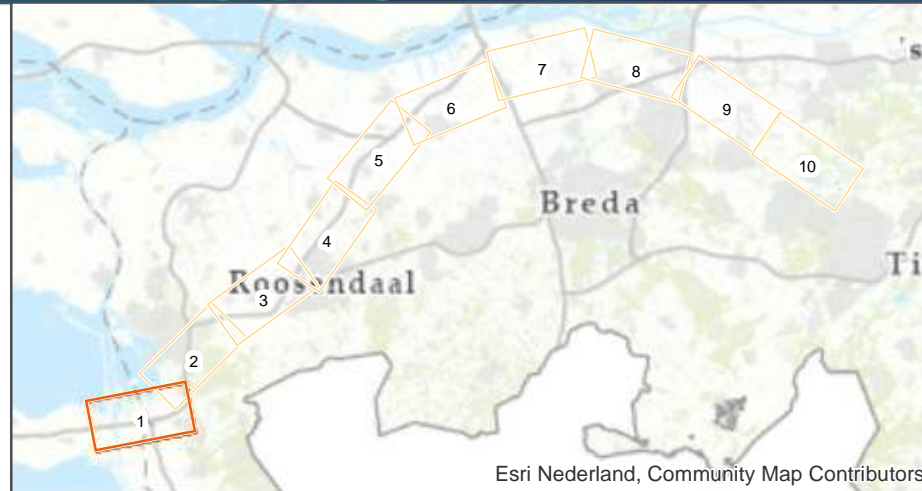 's
7
8
6
9
5
10
Breda
4
Roosendaal
Ti
3
2
1
Esri Nederland, Community Map Contributors